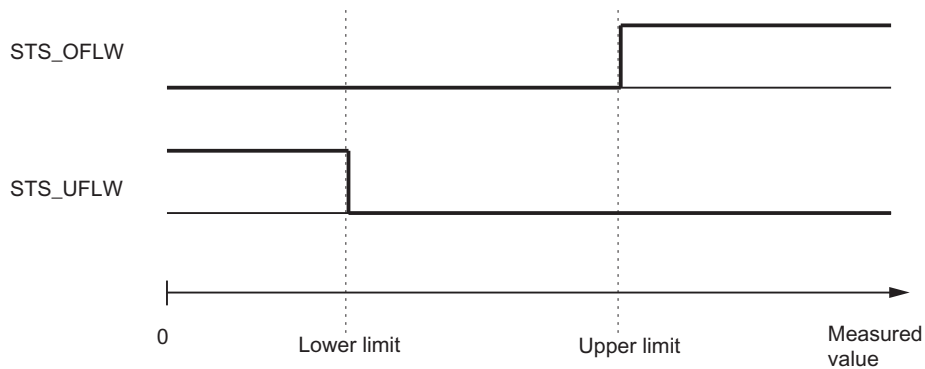 STS_OFLW
STS_UFLW
0
Lower limit
Upper limit
Measured
value